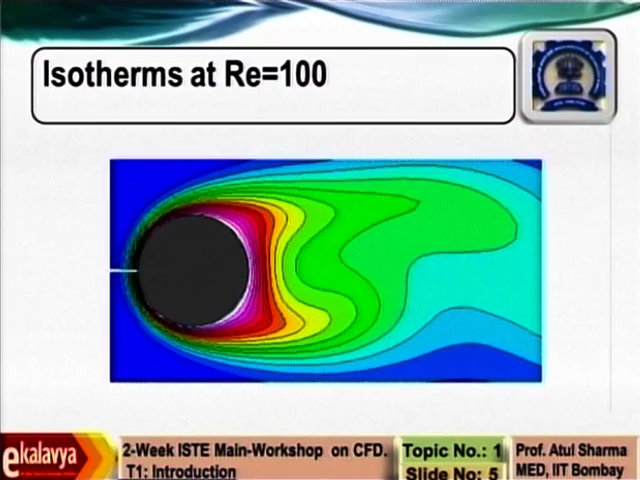 Isotherms at Re=100
ekalavya
2-Week ISTE Main-Workshop on CFD.
T1: Introduction
Topic No.: 1
Slide No: 5
Prof. Atul Sharma
MED, IIT Bombay